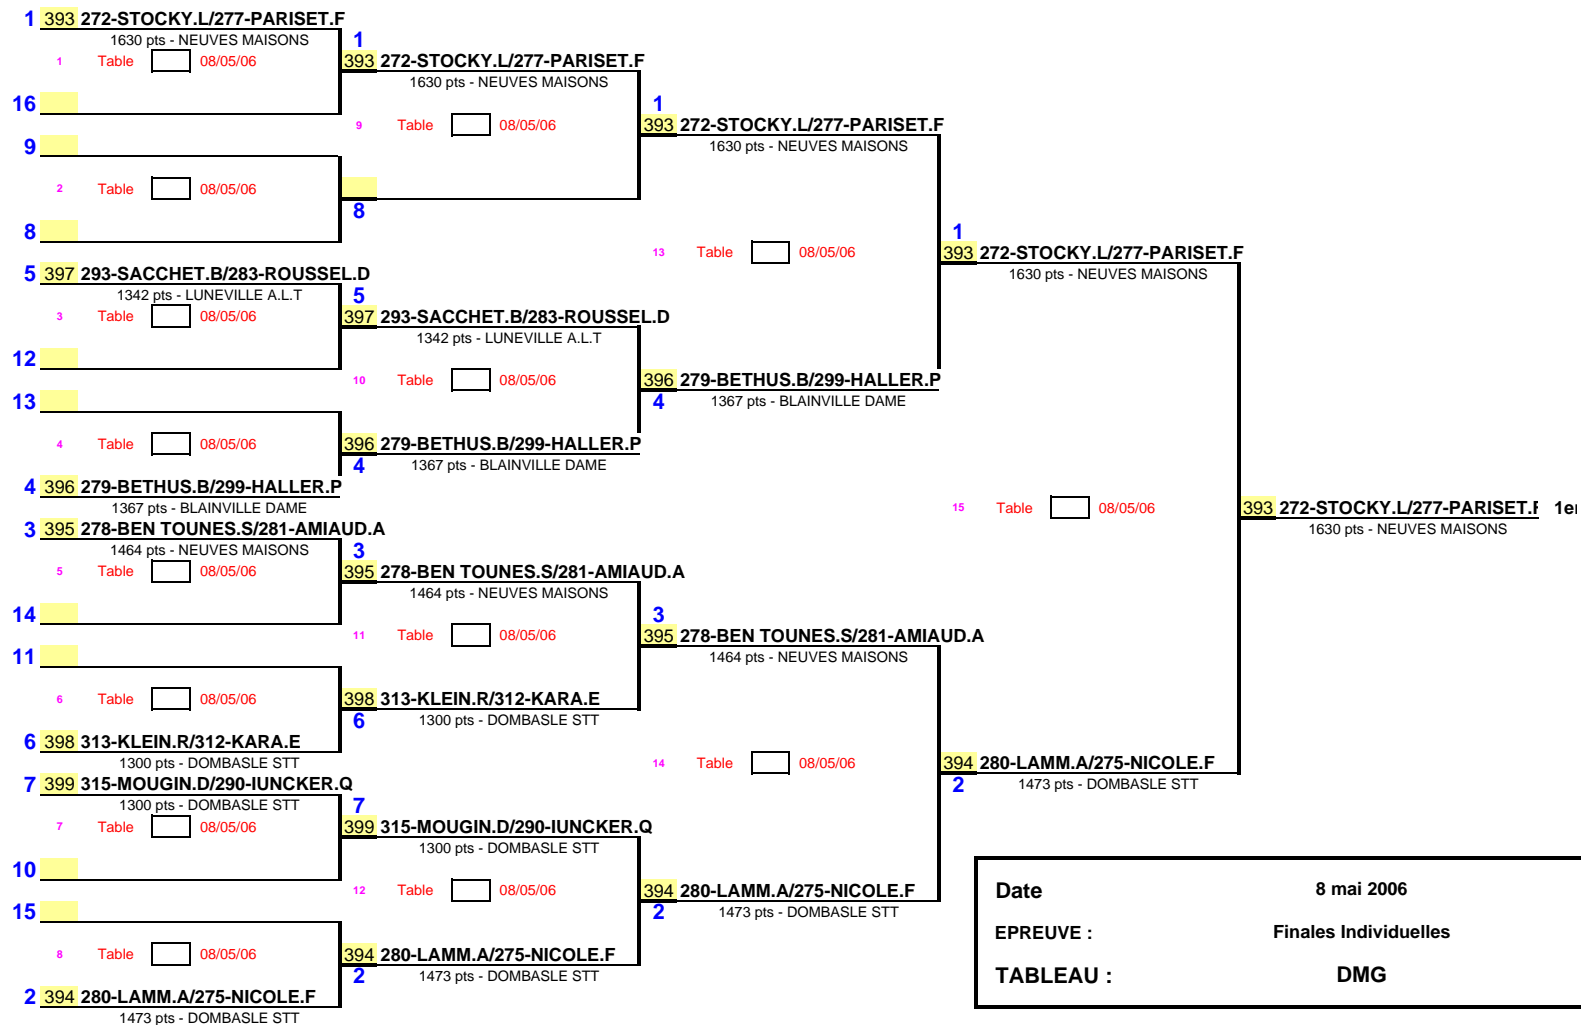 1 393 272-STOCKY.L/277-PARISET.F
1630 pts - NEUVES MAISONS
1 Table 08/05/06
16
9
2 Table 08/05/06
8
5 397 293-SACCHET.B/283-ROUSSEL.D
1342 pts - LUNEVILLE A.L.T
3 Table 08/05/06
12
13
4 Table 08/05/06
4 396 279-BETHUS.B/299-HALLER.P
1367 pts - BLAINVILLE DAME
3 395 278-BEN TOUNES.S/281-AMIAUD.A
1464 pts - NEUVES MAISONS
5 Table 08/05/06
14
11
6 Table 08/05/06
6 398 313-KLEIN.R/312-KARA.E
1300 pts - DOMBASLE STT
7 399 315-MOUGIN.D/290-IUNCKER.Q
1300 pts - DOMBASLE STT
7 Table 08/05/06
10
15
8 Table 08/05/06
2 394 280-LAMM.A/275-NICOLE.F
1473 pts - DOMBASLE STT
1
393 272-STOCKY.L/277-PARISET.F
1630 pts - NEUVES MAISONS
9 Table 08/05/06
8
5
397 293-SACCHET.B/283-ROUSSEL.D
1342 pts - LUNEVILLE A.L.T
10 Table 08/05/06
396 279-BETHUS.B/299-HALLER.P
4
1367 pts - BLAINVILLE DAME
3
395 278-BEN TOUNES.S/281-AMIAUD.A
1464 pts - NEUVES MAISONS
11 Table 08/05/06
398 313-KLEIN.R/312-KARA.E
6
1300 pts - DOMBASLE STT
7
399 315-MOUGIN.D/290-IUNCKER.Q
1300 pts - DOMBASLE STT
12 Table 08/05/06
394 280-LAMM.A/275-NICOLE.F
2
1473 pts - DOMBASLE STT
1
393 272-STOCKY.L/277-PARISET.F
1630 pts - NEUVES MAISONS
13 Table 08/05/06
396 279-BETHUS.B/299-HALLER.P
4
1367 pts - BLAINVILLE DAME
3
395 278-BEN TOUNES.S/281-AMIAUD.A
1464 pts - NEUVES MAISONS
14 Table 08/05/06
394 280-LAMM.A/275-NICOLE.F
2
1473 pts - DOMBASLE STT
1
393 272-STOCKY.L/277-PARISET.F
1630 pts - NEUVES MAISONS
15 Table 08/05/06
394 280-LAMM.A/275-NICOLE.F
2
1473 pts - DOMBASLE STT
393 272-STOCKY.L/277-PARISET.F
1630 pts - NEUVES MAISONS
Date 8 mai 2006
EPREUVE : Finales Individuelles
TABLEAU : DMG